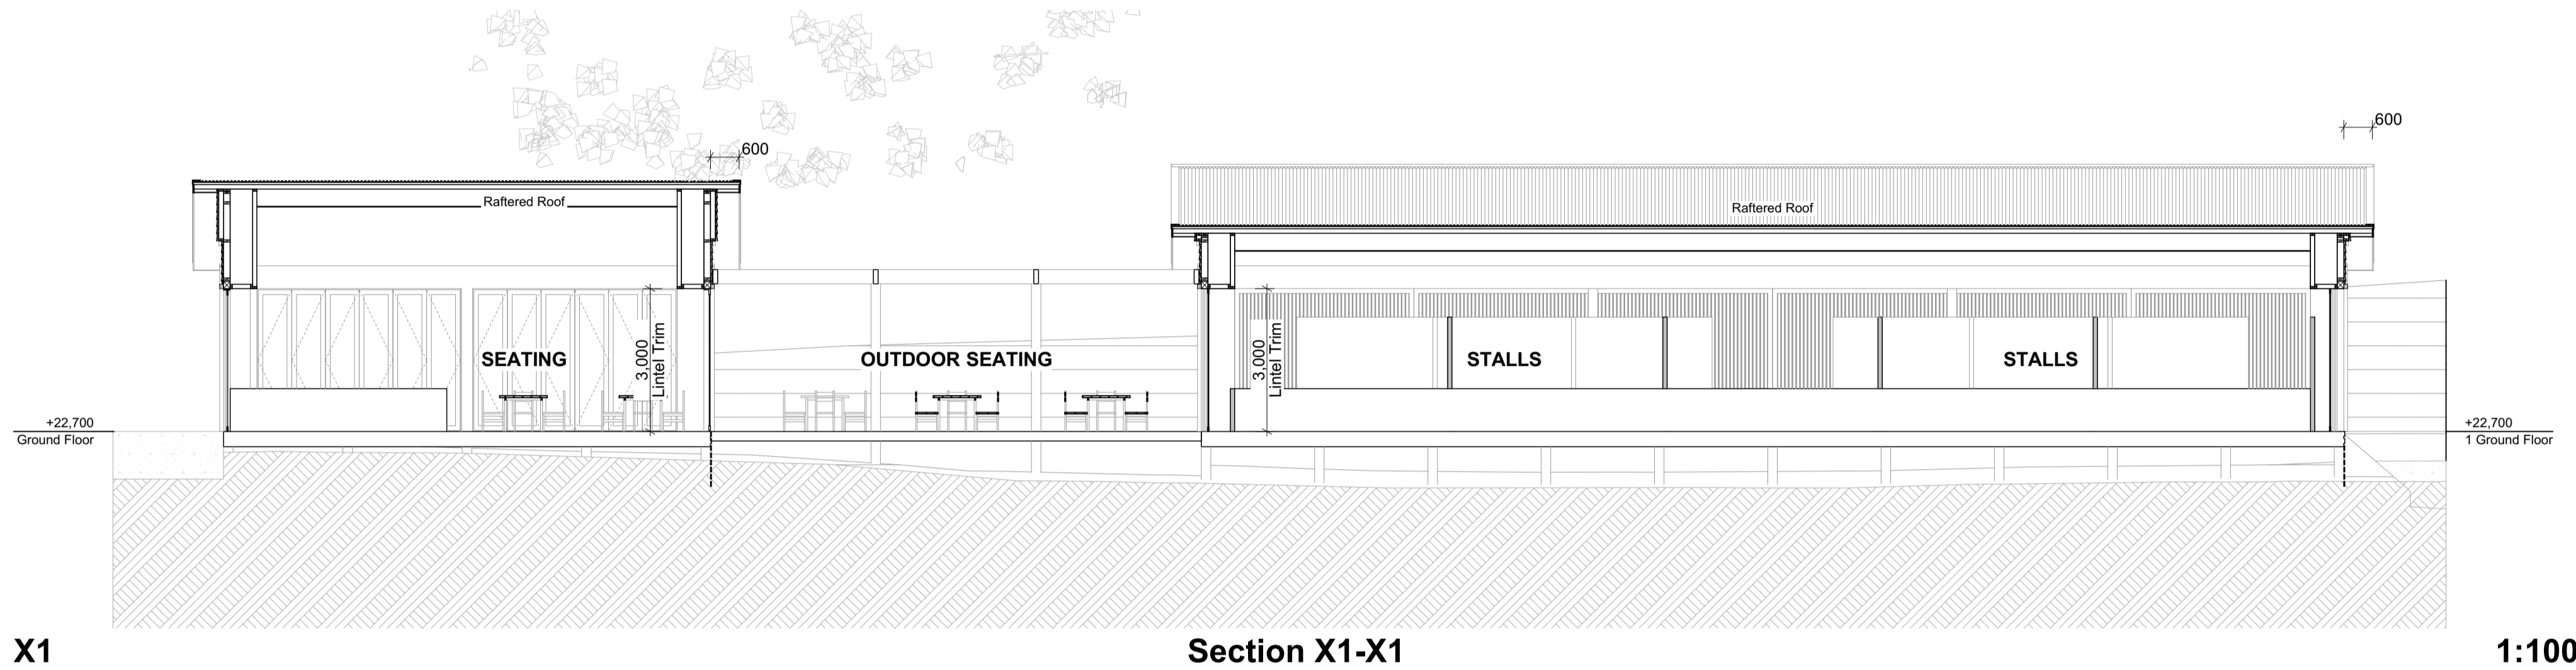 600
600
Raftered Roof
Raftered Roof
SEATING
3,000
Lintel Trim
OUTDOOR SEATING
3,000
Lintel Trim
STALLS
STALLS
+22,700
Ground Floor
+22,700
1 Ground Floor
X1
Section X1-X1
1:100